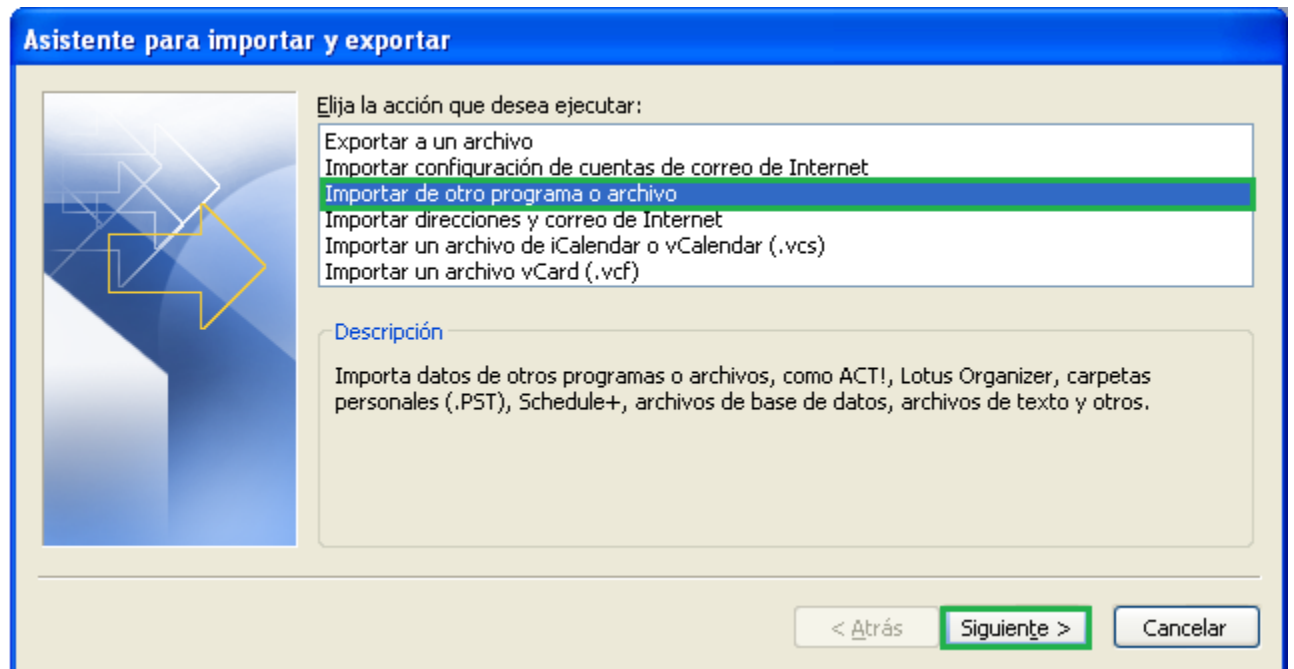 Asistente para importar y exportar
Elija la acción que desea ejecutar:
Exportar a un archivo
Importar configuración de cuentas de correo de Internet
Importar de otro programa o archivo
Importar direcciones y correo de Internet
Importar un archivo de iCalendar o vCalendar (.vcs)
Importar un archivo vCard (.vcf)
Descripción
Importa datos de otros programas o archivos, como ACT!, Lotus Organizer, carpetas
personales (.PST), Schedule+, archivos de base de datos, archivos de texto y otros.
< Atrás Siguiente > Cancelar